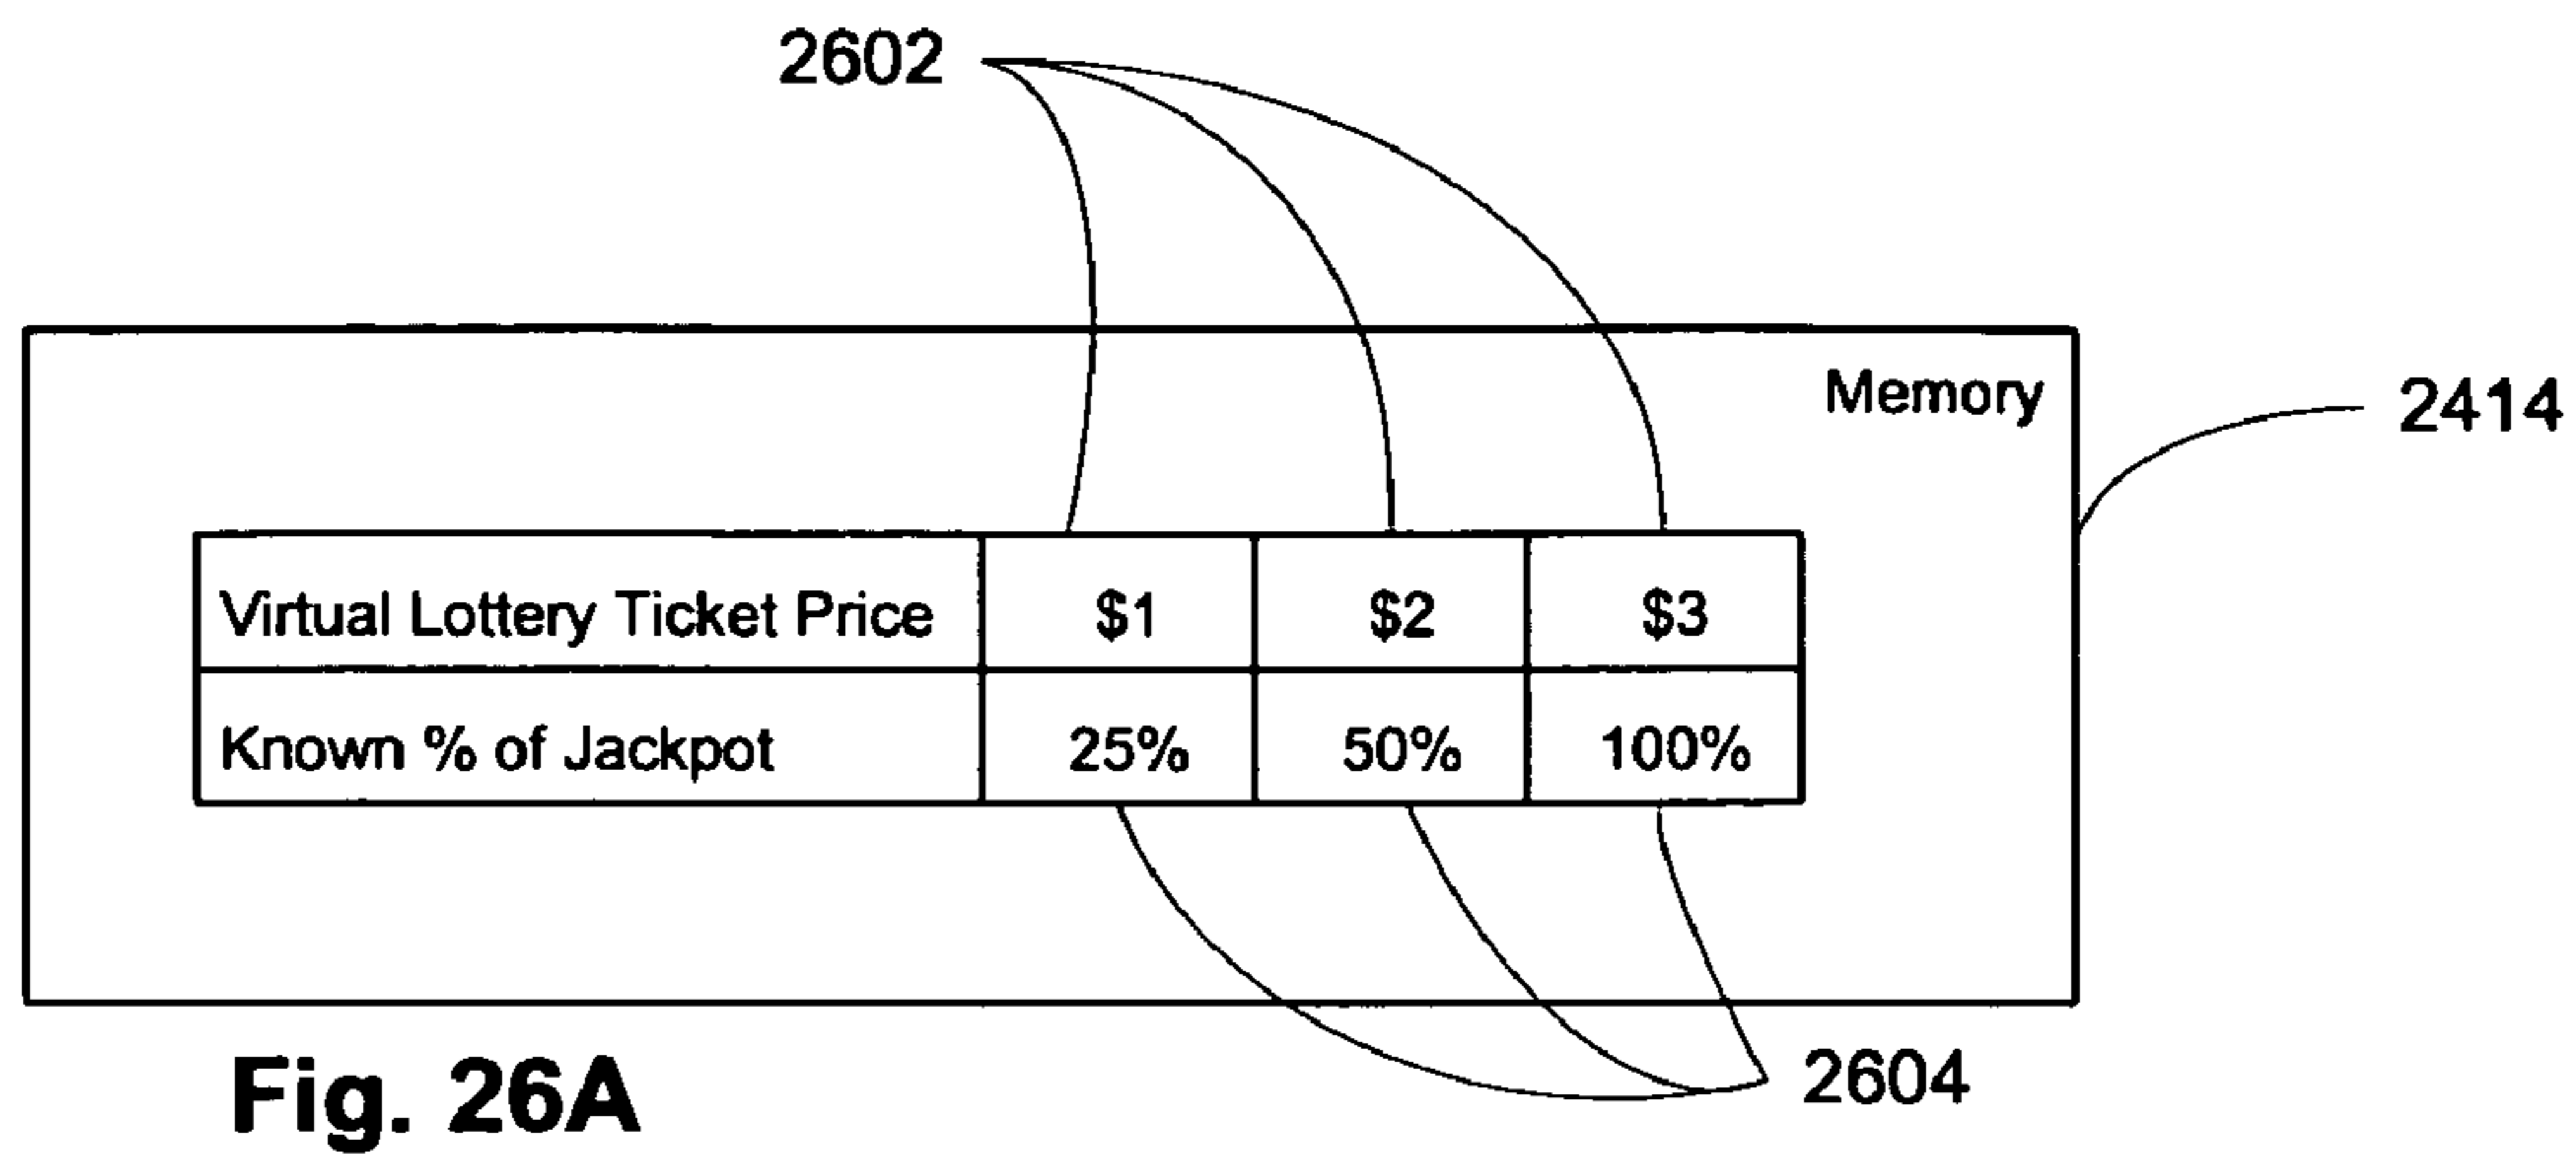 2602
Memory
2414
Virtual Lottery Ticket Price $1 $2 $3
Known % of Jackpot 25% 50% 100%
2604
Fig. 26A